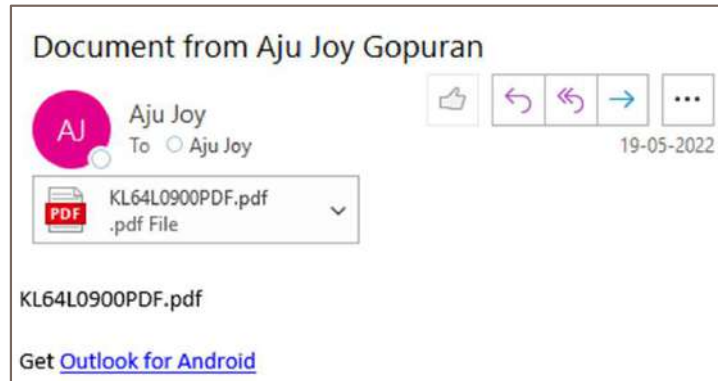 Document from Aju Joy Gopuran
AJ
Aju Joy
To Aju Joy
19-05-2022
PDF
KL64L0900PDF.pdf
.pdf File
KL64L0900PDF.pdf
Get Outlook for Android